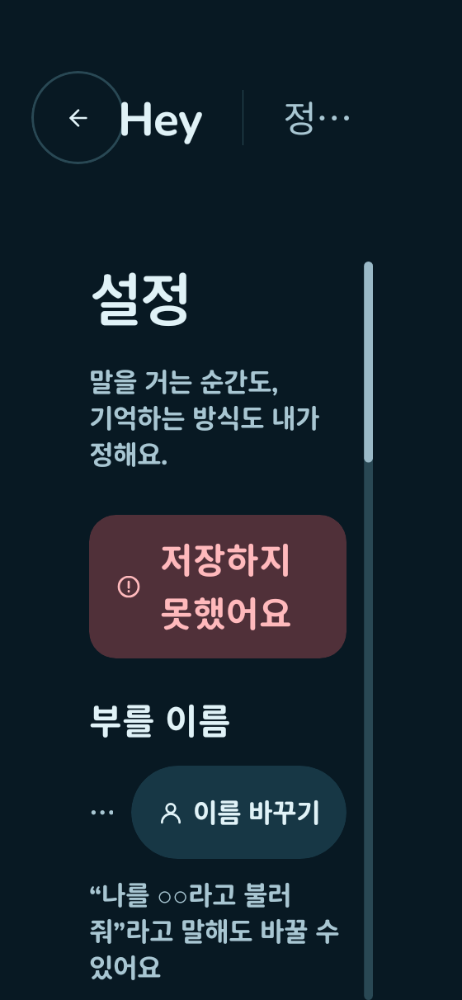 Hey
정…
설정
말을 거는 순간도,
기억하는 방식도 내가
정해요.
저장하지
못했어요
부를 이름
… 이름 바꾸기
“나를 ○○라고 불러
줘”라고 말해도 바꿀 수
있어요